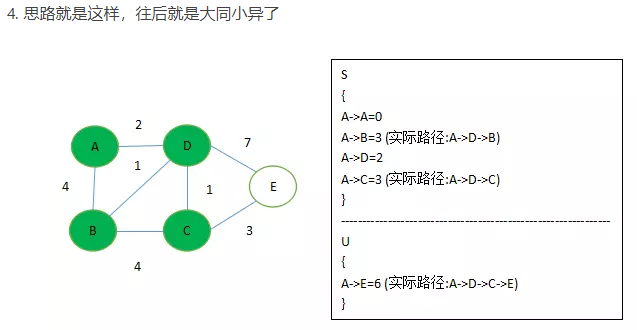 4. 思路就是这样，往后就是大同小异了
2
7
A
D
1
4
1
E
B
C
3
4
S
{
A->A=0
A->B=3 (实际路径:A->D->B)
A->D=2
A->C=3 (实际路径:A->D->C)
}
------------------------------------------------------------
U
{
A->E=6 (实际路径:A->D->C->E)
}